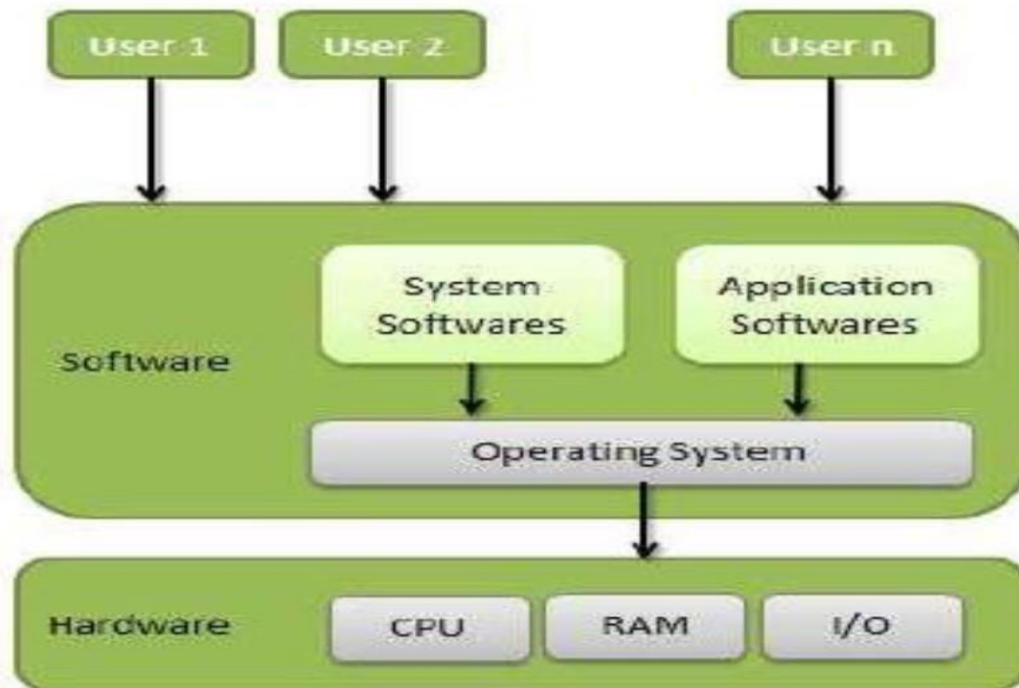 User 1
User 2
User n
System
Softwares
Application
Softwares
Software
Operating System
Hardware
CPU
RAM
I/O